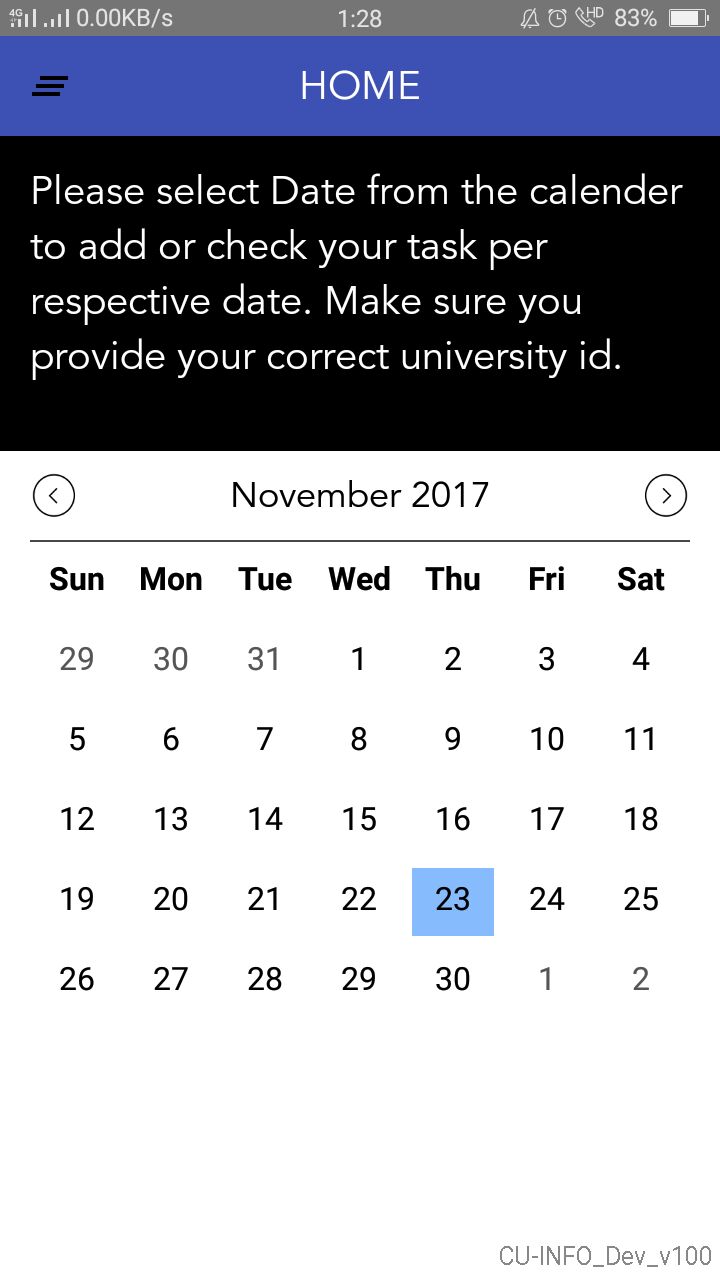 4G 0.00KB/s 1:28 HD 83%
HOME
Please select Date from the calender
to add or check your task per
respective date. Make sure you
provide your correct university id.
November 2017
Sun Mon Tue Wed Thu Fri Sat
29 30 31 1 2 3 4
5 6 7 8 9 10 11
12 13 14 15 16 17 18
19 20 21 22 23 24 25
26 27 28 29 30 1 2
CU-INFO_Dev_v100